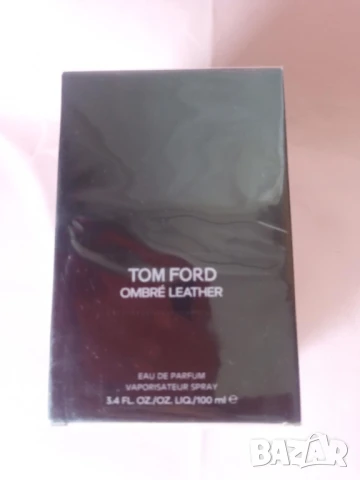 TOM FORD
OMBRÉ LEATHER
EAU DE PARFUM
VAPORISATEUR SPRAY
3.4 FL. OZ./OZ. LIQ./100 ml ℮
BAZAR